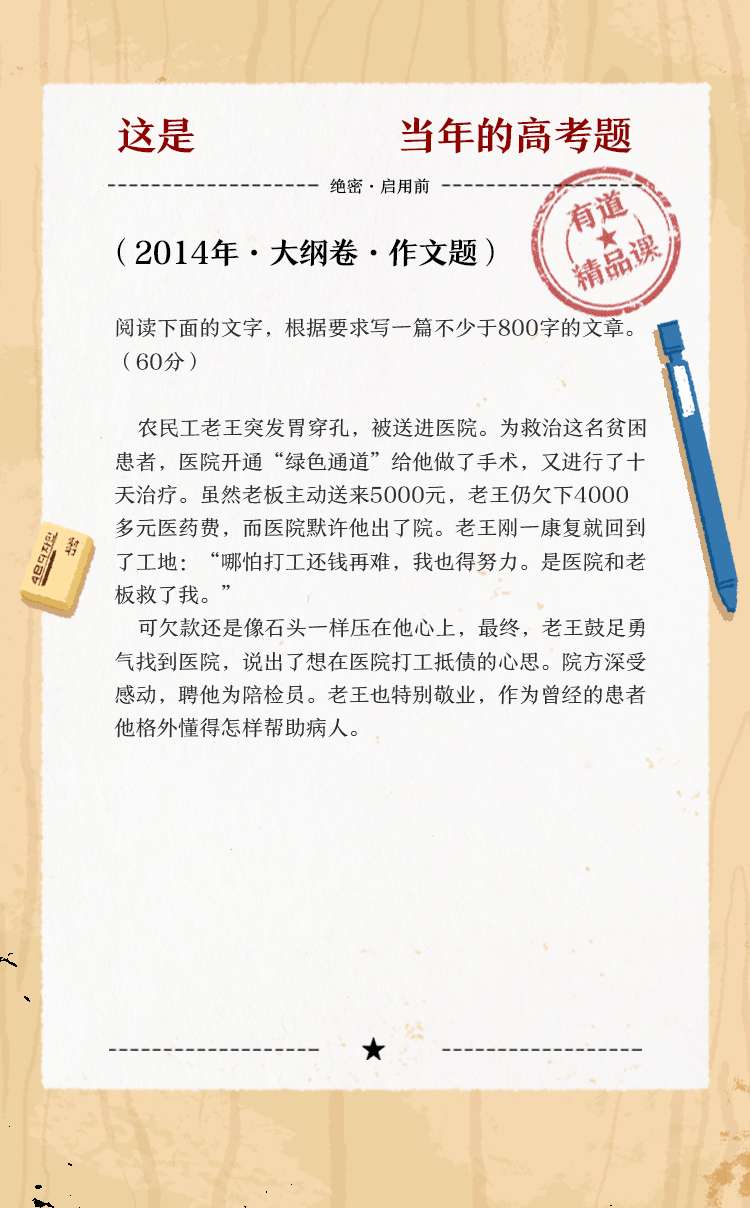 这是 当年的高考题
绝密·启用前
有道
精品课
（2014年·大纲卷·作文题）
阅读下面的文字，根据要求写一篇不少于800字的文章。
（60分）
农民工老王突发胃穿孔，被送进医院。为救治这名贫困
患者，医院开通“绿色通道”给他做了手术，又进行了十
天治疗。虽然老板主动送来5000元，老王仍欠下4000
多元医药费，而医院默许他出了院。老王刚一康复就回到
了工地：“哪怕打工还钱再难，我也得努力。是医院和老
板救了我。”
可欠款还是像石头一样压在他心上，最终，老王鼓足勇
气找到医院，说出了想在医院打工抵债的心思。院方深受
感动，聘他为陪检员。老王也特别敬业，作为曾经的患者
他格外懂得怎样帮助病人。